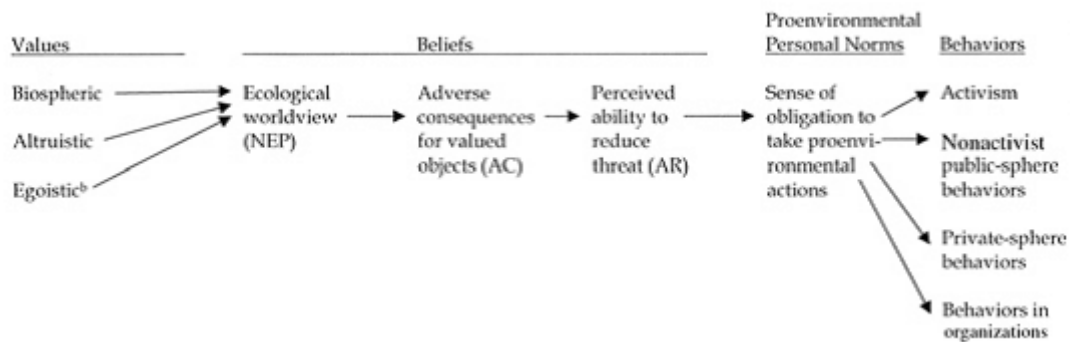 Values
Beliefs
Proenvironmental
Personal Norms
Behaviors
Biospheric
Altruistic
Egoisticᵇ
Ecological
worldview
(NEP)
Adverse
consequences
for valued
objects (AC)
Perceived
ability to
reduce
threat (AR)
Sense of
obligation to
take proenvi-
ronmental
actions
Activism
Nonactivist
public-sphere
behaviors
Private-sphere
behaviors
Behaviors in
organizations